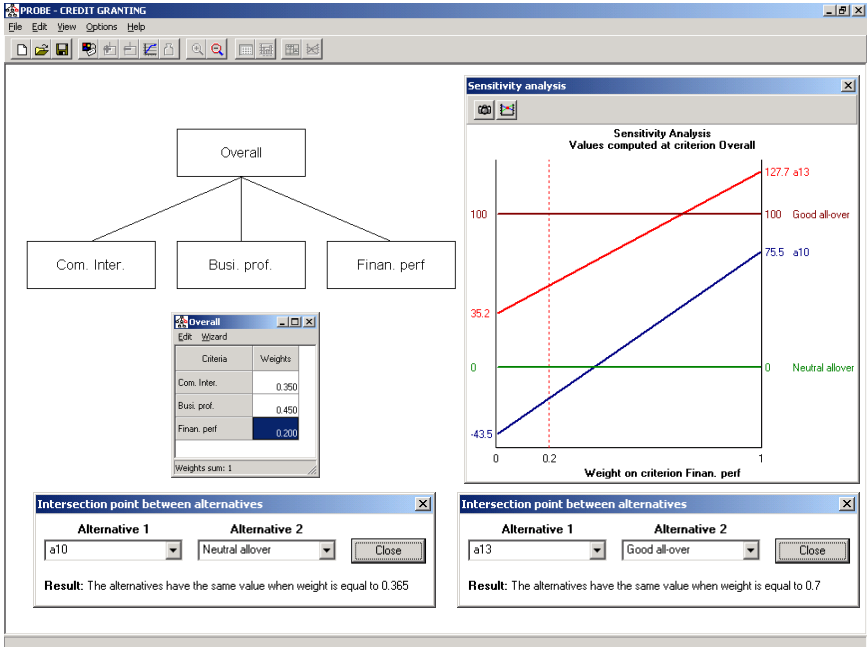 PROBE - CREDIT GRANTING
File Edit View Options Help
Overall
Com. Inter.
Busi. prof.
Finan. perf
Sensitivity analysis
Sensitivity Analysis
Values computed at criterion Overall
127.7 a13
100
100 Good all-over
75.5 a10
35.2
0
0 Neutral allover
-43.5
0 0.2 1
Weight on criterion Finan. perf
Overall
Edit Wizard
Criteria Weights
Com. Inter. 0.350
Busi. prof. 0.450
Finan. perf 0.200
Weights sum: 1
Intersection point between alternatives
Alternative 1 Alternative 2
a10 Neutral allover Close
Result: The alternatives have the same value when weight is equal to 0.365
Intersection point between alternatives
Alternative 1 Alternative 2
a13 Good all-over Close
Result: The alternatives have the same value when weight is equal to 0.7